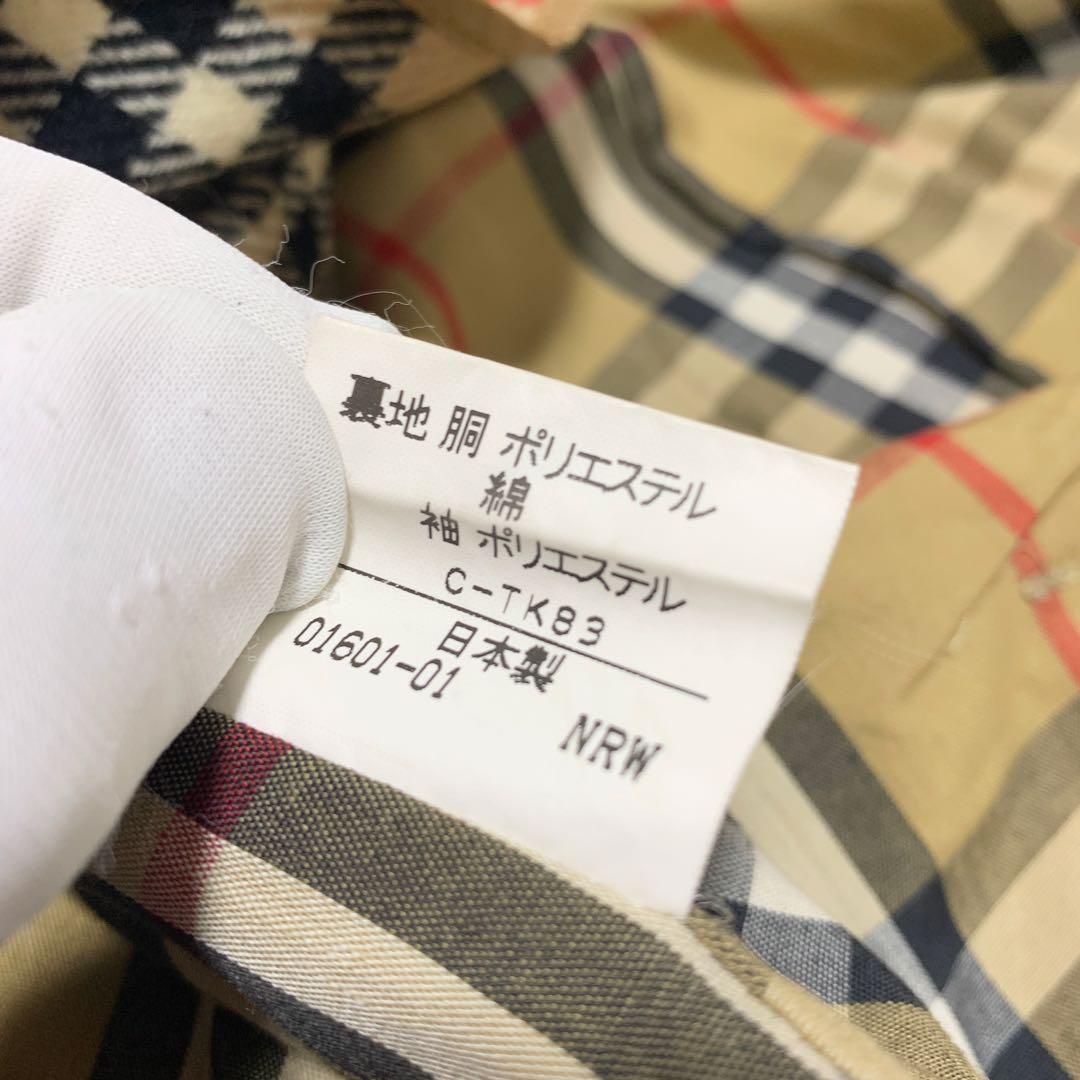 裏地 胴 ポリエステル
綿
袖 ポリエステル
C-TK83
日本製
01601-01
NRW